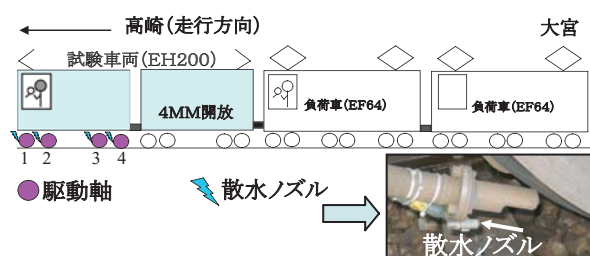 高崎(走行方向)
大宮
試験車両(EH200)
4MM開放
負荷車(EF64)
負荷車(EF64)
1 2 3 4
駆動軸
散水ノズル
散水ノズル